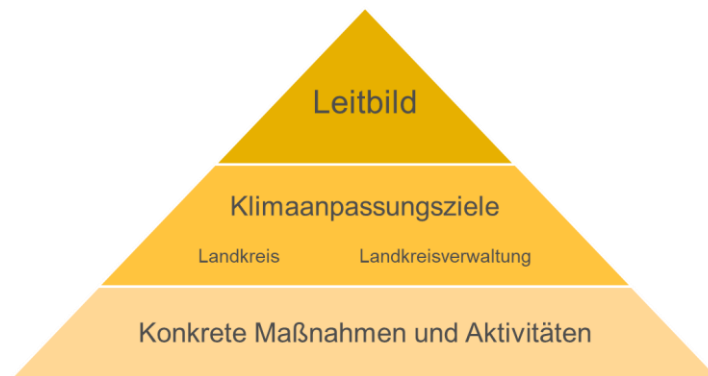 Leitbild
Klimaanpassungsziele
Landkreis Landkreisverwaltung
Konkrete Maßnahmen und Aktivitäten